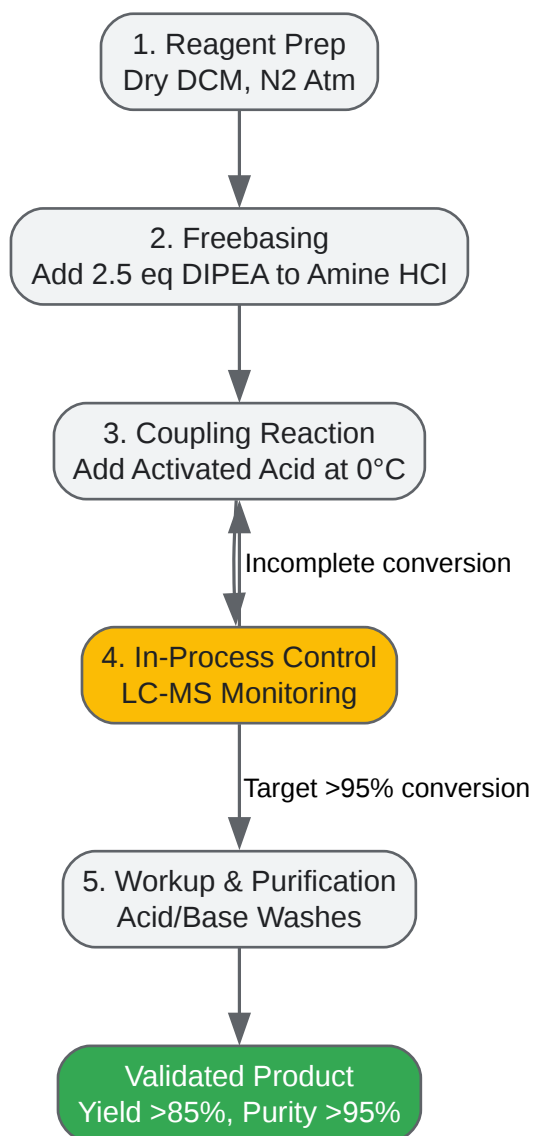 1. Reagent Prep
Dry DCM, N2 Atm
2. Freebasing
Add 2.5 eq DIPEA to Amine HCl
3. Coupling Reaction
Add Activated Acid at 0°C
Incomplete conversion
4. In-Process Control
LC-MS Monitoring
Target >95% conversion
5. Workup & Purification
Acid/Base Washes
Validated Product
Yield >85%, Purity >95%